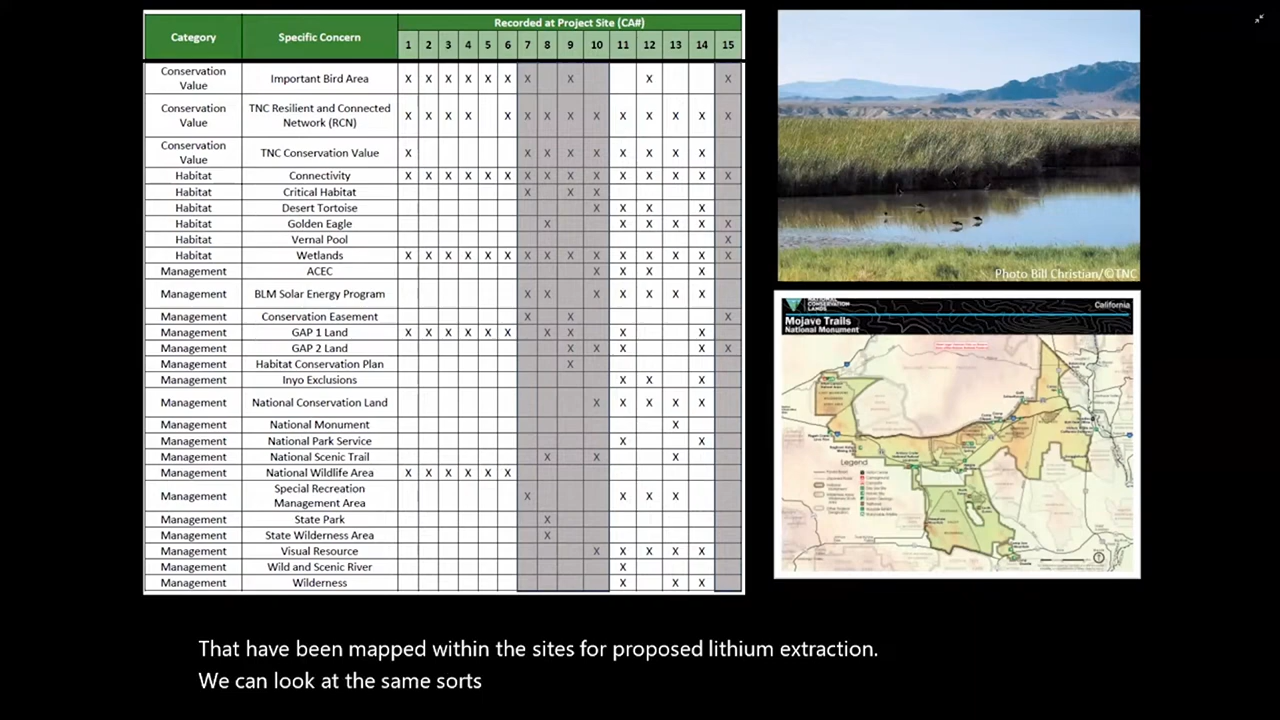 Category Specific Concern Recorded at Project Site (CA#)
1 2 3 4 5 6 7 8 9 10 11 12 13 14 15
Conservation Value Important Bird Area X X X X X X X X X X
Conservation Value TNC Resilient and Connected Network (RCN) X X X X X X X X X X X X X X
Conservation Value TNC Conservation Value X X X X X X X X X
Habitat Connectivity X X X X X X X X X X X X X X X
Habitat Critical Habitat X X X
Habitat Desert Tortoise X X X X
Habitat Golden Eagle X X X X X X
Habitat Vernal Pool X
Habitat Wetlands X X X X X X X X X X X X X X X
Management ACEC X X X X
Management BLM Solar Energy Program X X X X X X X
Management Conservation Easement X X X
Management GAP 1 Land X X X X X X X X
Management GAP 2 Land X X X X X
Management Habitat Conservation Plan X
Management Inyo Exclusions X X X
Management National Conservation Land X X X X X
Management National Monument X
Management National Park Service X X
Management National Scenic Trail X X X
Management National Wildlife Area X X X X X X
Management Special Recreation Management Area X X X X
Management State Park X
Management State Wilderness Area X
Management Visual Resource X X X X X
Management Wild and Scenic River X
Management Wilderness X X X
Photo Bill Christian/©TNC
NATIONAL CONSERVATION LANDS
California
Mojave Trails
National Monument
Legend
That have been mapped within the sites for proposed lithium extraction.
We can look at the same sorts